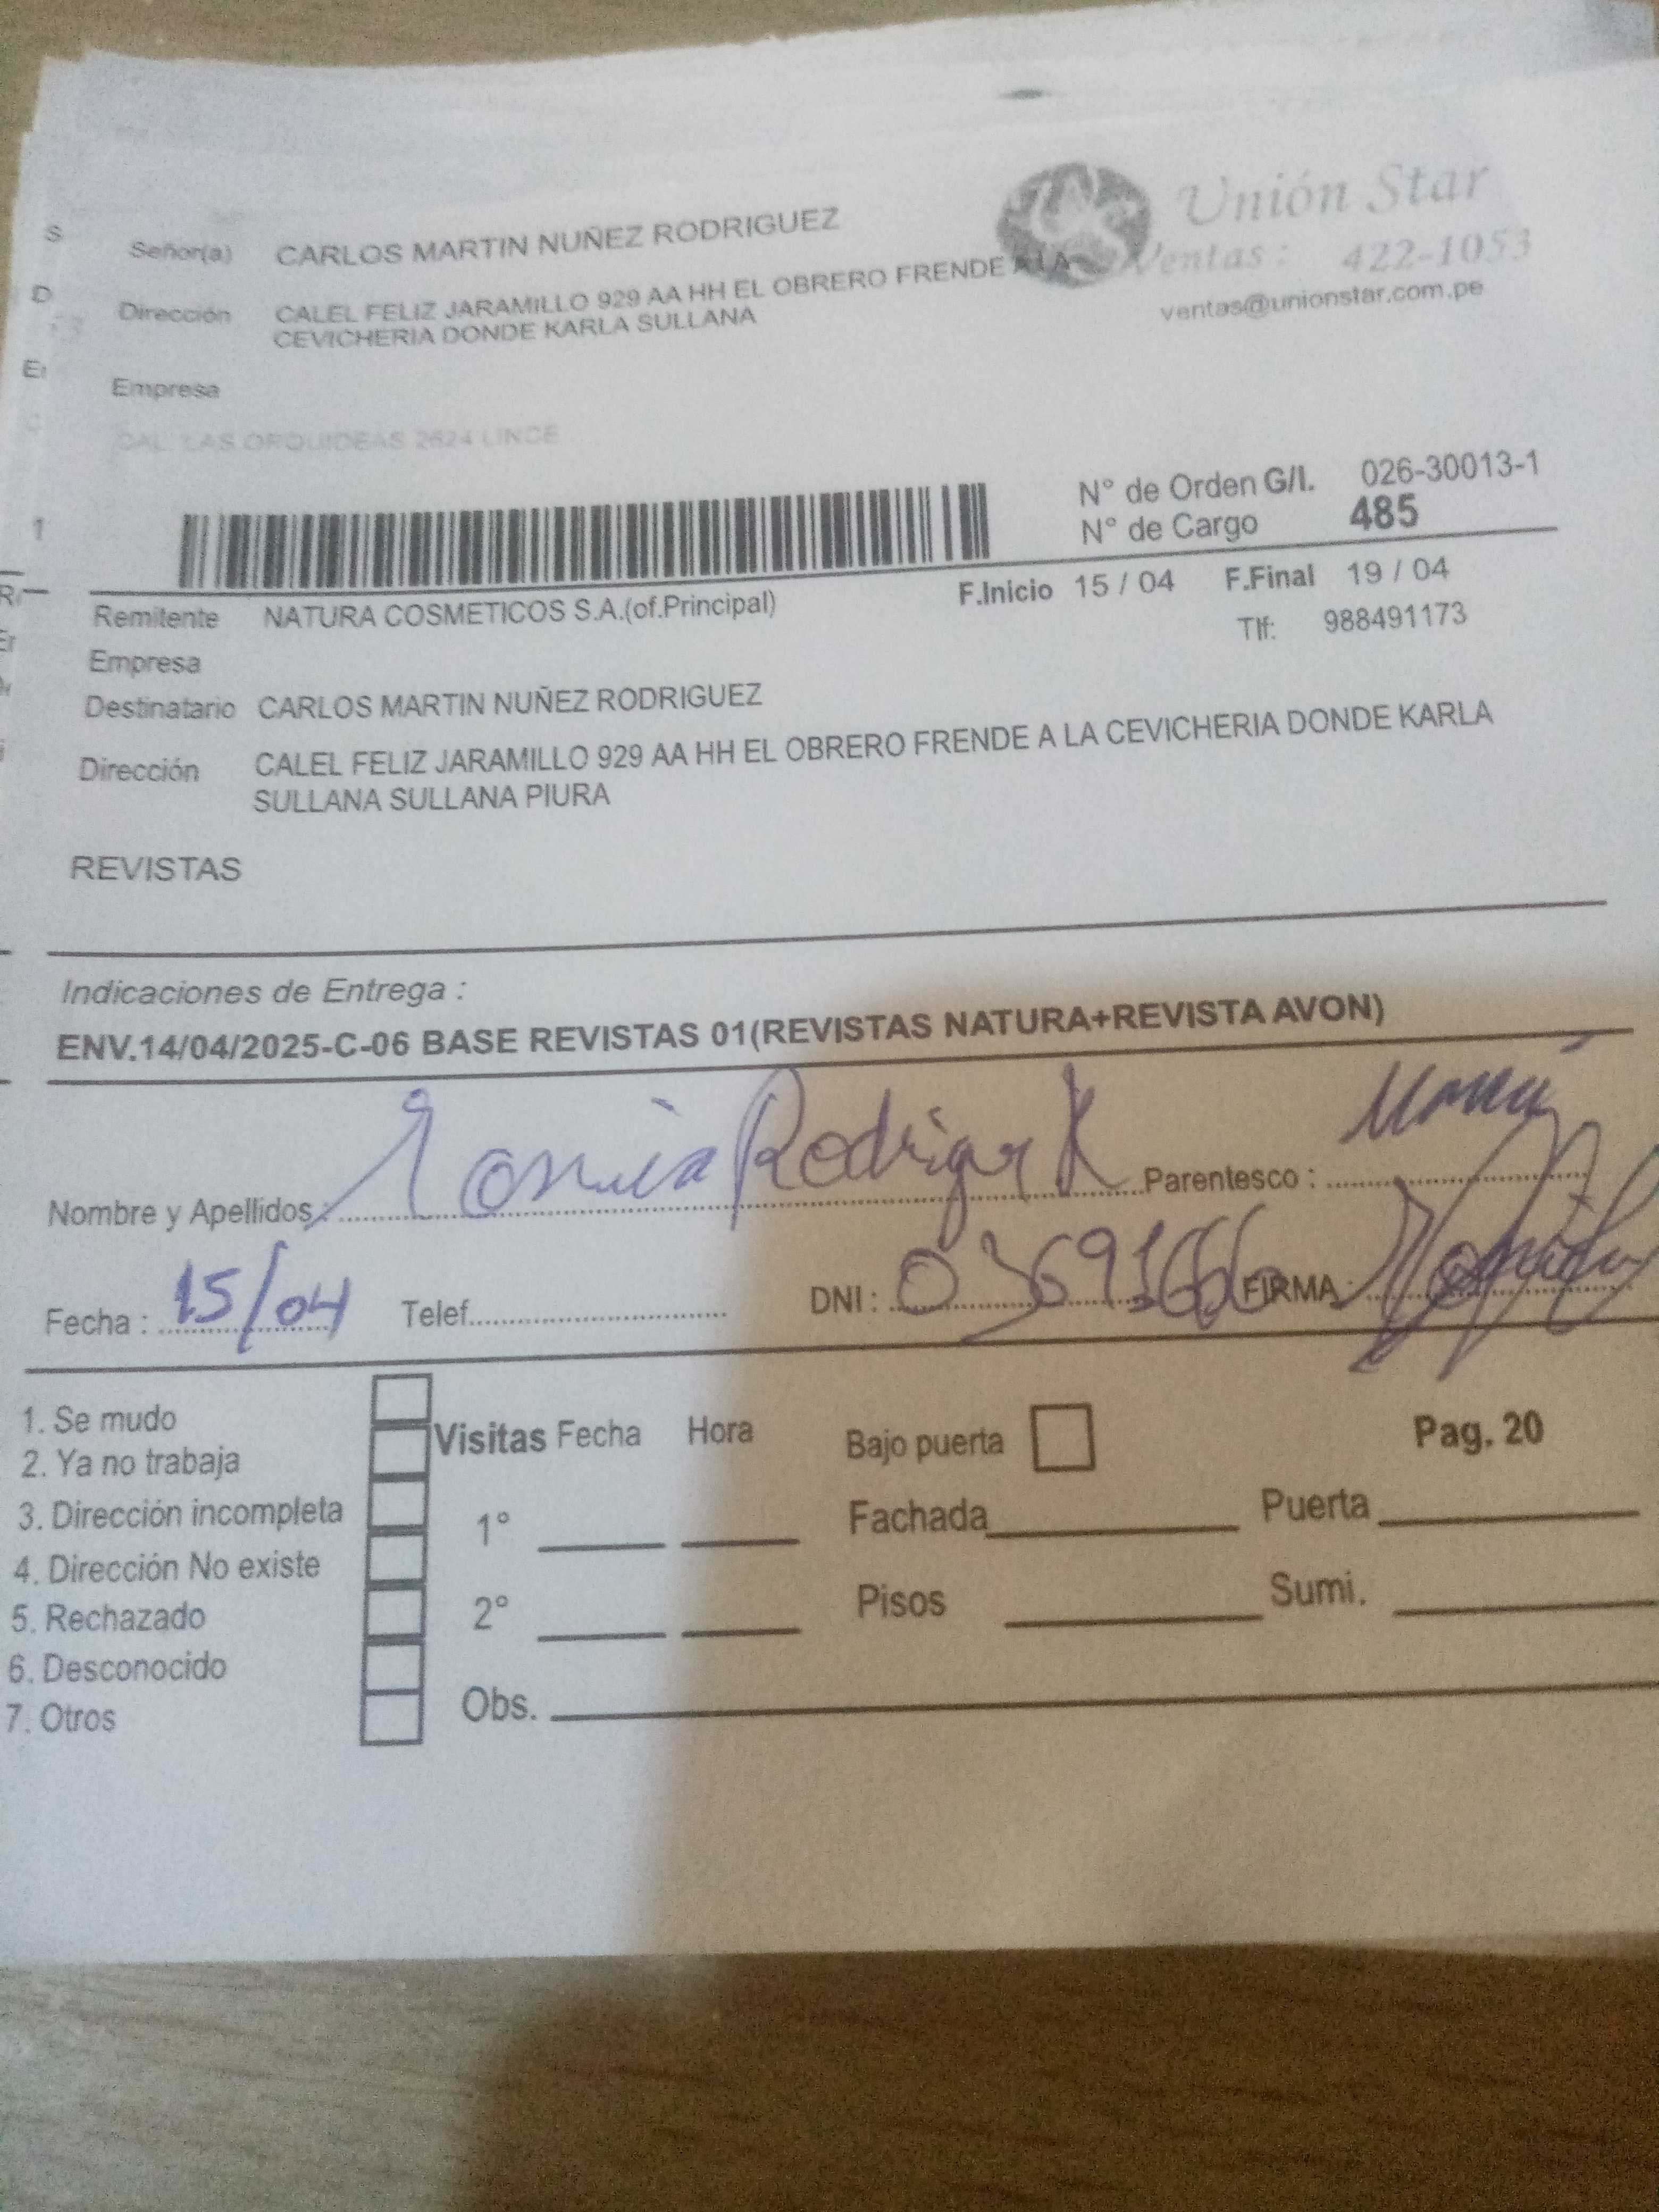 Unión Star
Ventas: 422-1053
ventas@unionstar.com.pe
Señor(a) CARLOS MARTIN NUÑEZ RODRIGUEZ
Dirección CALEL FELIZ JARAMILLO 929 AA HH EL OBRERO FRENDE A LA
CEVICHERIA DONDE KARLA SULLANA
Empresa
CAL. LAS ORQUIDEAS 2624 LINCE
N° de Orden G/I. 026-30013-1
N° de Cargo 485
F.Inicio 15 / 04 F.Final 19 / 04
Remitente NATURA COSMETICOS S.A.(of.Principal)
Tlf: 988491173
Empresa
Destinatario CARLOS MARTIN NUÑEZ RODRIGUEZ
Dirección CALEL FELIZ JARAMILLO 929 AA HH EL OBRERO FRENDE A LA CEVICHERIA DONDE KARLA
SULLANA SULLANA PIURA
REVISTAS
Indicaciones de Entrega :
ENV.14/04/2025-C-06 BASE REVISTAS 01(REVISTAS NATURA+REVISTA AVON)
Nombre y Apellidos: Rodriguez Parentesco :
Fecha : 15/04 Telef. DNI : FIRMA :
1. Se mudo
2. Ya no trabaja
3. Dirección incompleta
4. Dirección No existe
5. Rechazado
6. Desconocido
7. Otros
Visitas Fecha Hora
1°
2°
Obs.
Bajo puerta Pag. 20
Fachada Puerta
Pisos Sumi.